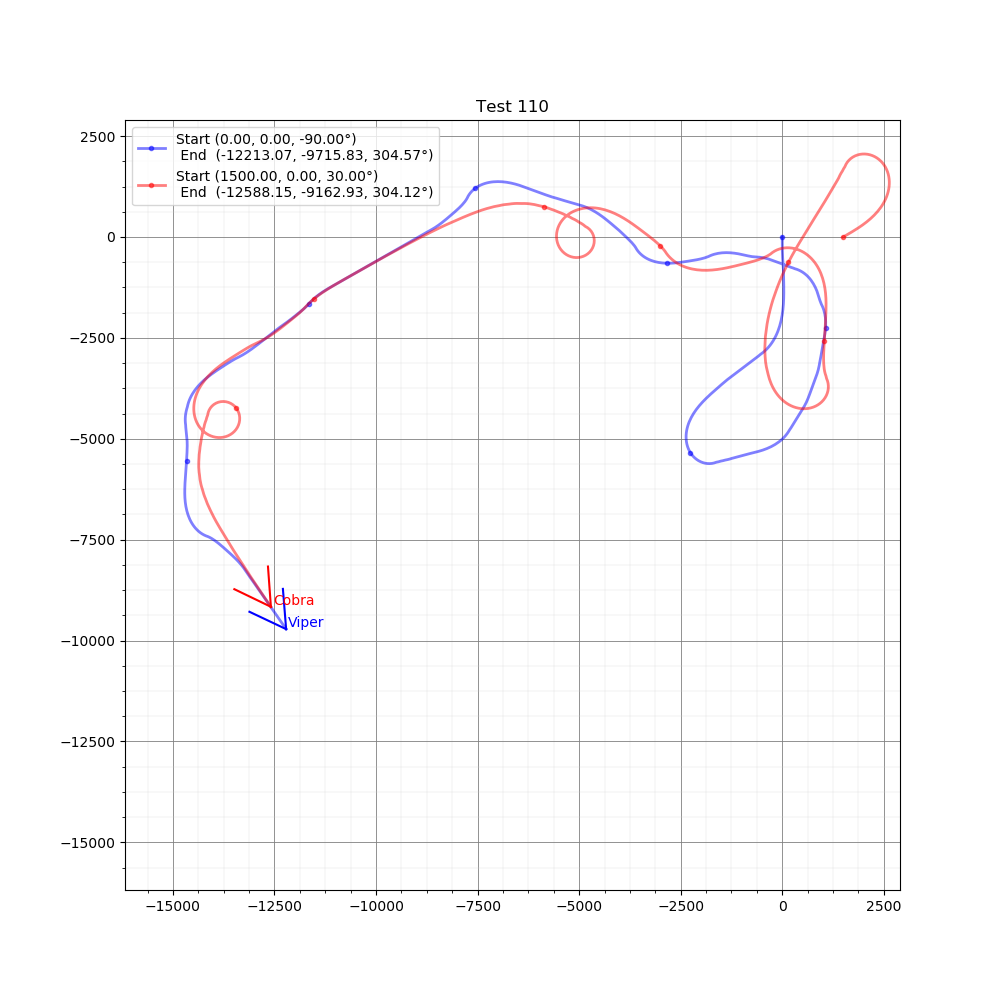 Test 110
Start (0.00, 0.00, -90.00°)
End  (-12213.07, -9715.83, 304.57°)
Start (1500.00, 0.00, 30.00°)
End  (-12588.15, -9162.93, 304.12°)
2500
0
−2500
−5000
−7500
−10000
−12500
−15000
Cobra
Viper
−15000 −12500 −10000 −7500 −5000 −2500 0 2500